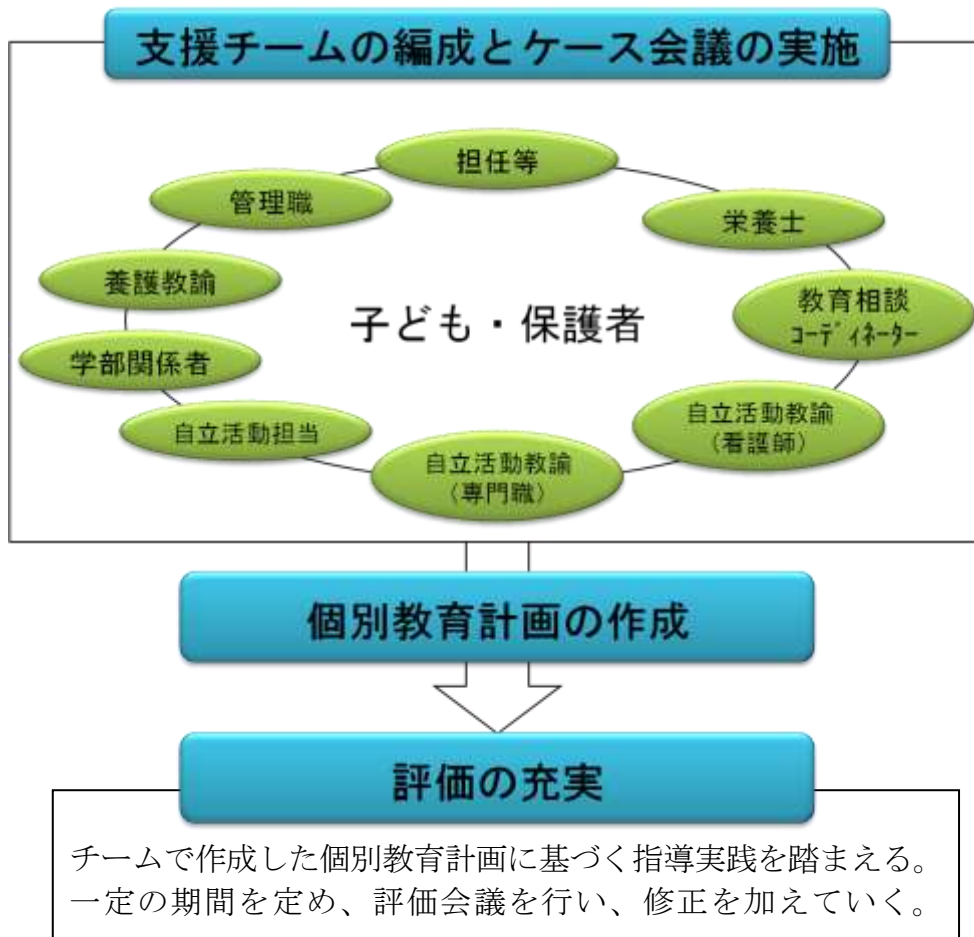 支援チームの編成とケース会議の実施
担任等
管理職
栄養士
養護教諭
教育相談
ｺｰﾃﾞｨﾈｰﾀｰ
子ども・保護者
学部関係者
自立活動担当
自立活動教諭
（看護師）
自立活動教諭
（専門職）
個別教育計画の作成
評価の充実
チームで作成した個別教育計画に基づく指導実践を踏まえる。
一定の期間を定め、評価会議を行い、修正を加えていく。